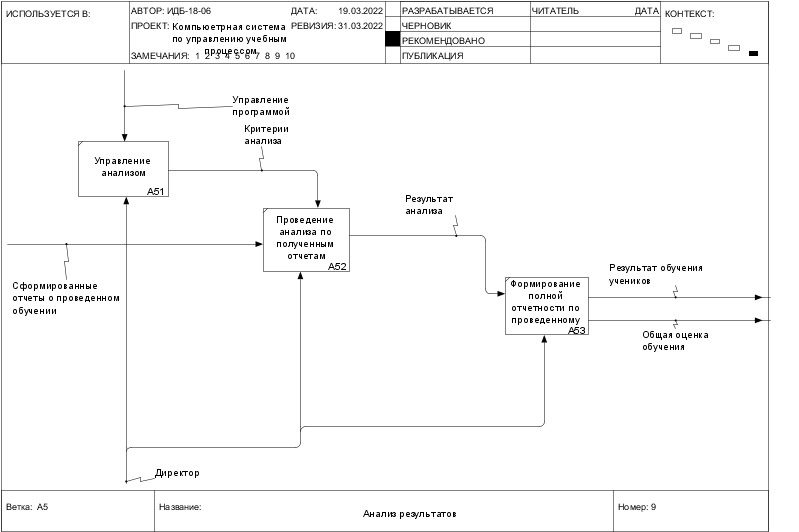 ИСПОЛЬЗУЕТСЯ В:
АВТОР: ИДБ-18-06
ДАТА: 19.03.2022
ПРОЕКТ: Компьюетрная система
по управлению учебным
процессом
РЕВИЗИЯ: 31.03.2022
ЗАМЕЧАНИЯ: 1 2 3 4 5 6 7 8 9 10
РАЗРАБАТЫВАЕТСЯ
ЧЕРНОВИК
РЕКОМЕНДОВАНО
ПУБЛИКАЦИЯ
ЧИТАТЕЛЬ
ДАТА
КОНТЕКСТ:
Управление
программой
Критерии
анализа
Управление
анализом
A51
Результат
анализа
Проведение
анализа по
полученным
отчетам
A52
Сформированные
отчеты о проведенном
обучении
Результат обучения
учеников
Формирование
полной
отчетности по
проведенному
A53
Общая оценка
обучения
Директор
Ветка: A5
Название:
Анализ результатов
Номер: 9